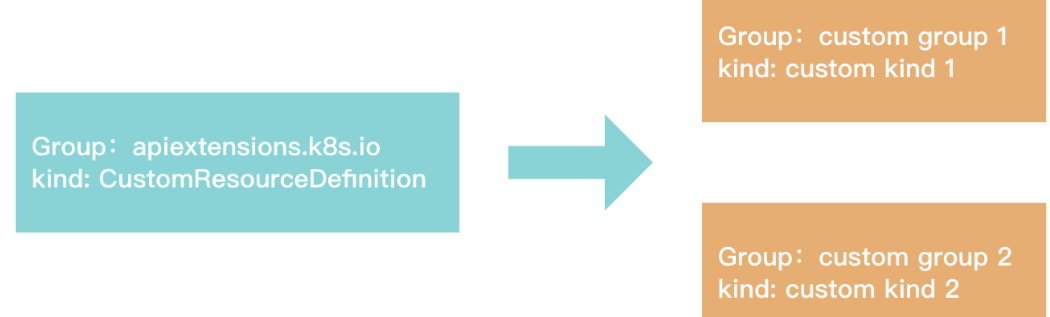 Group：custom group 1
kind: custom kind 1
Group：apiextensions.k8s.io
kind: CustomResourceDefinition
Group：custom group 2
kind: custom kind 2